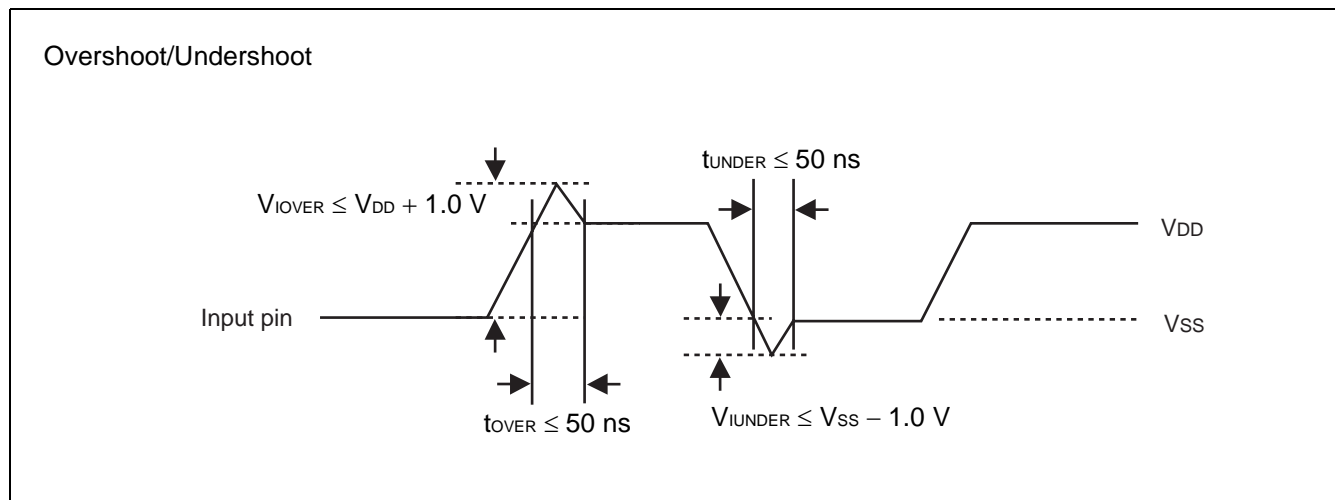 Overshoot/Undershoot
tUNDER ≤ 50 ns
VIOVER ≤ VDD + 1.0 V
VDD
Input pin
VSS
tOVER ≤ 50 ns
VIUNDER ≤ VSS − 1.0 V